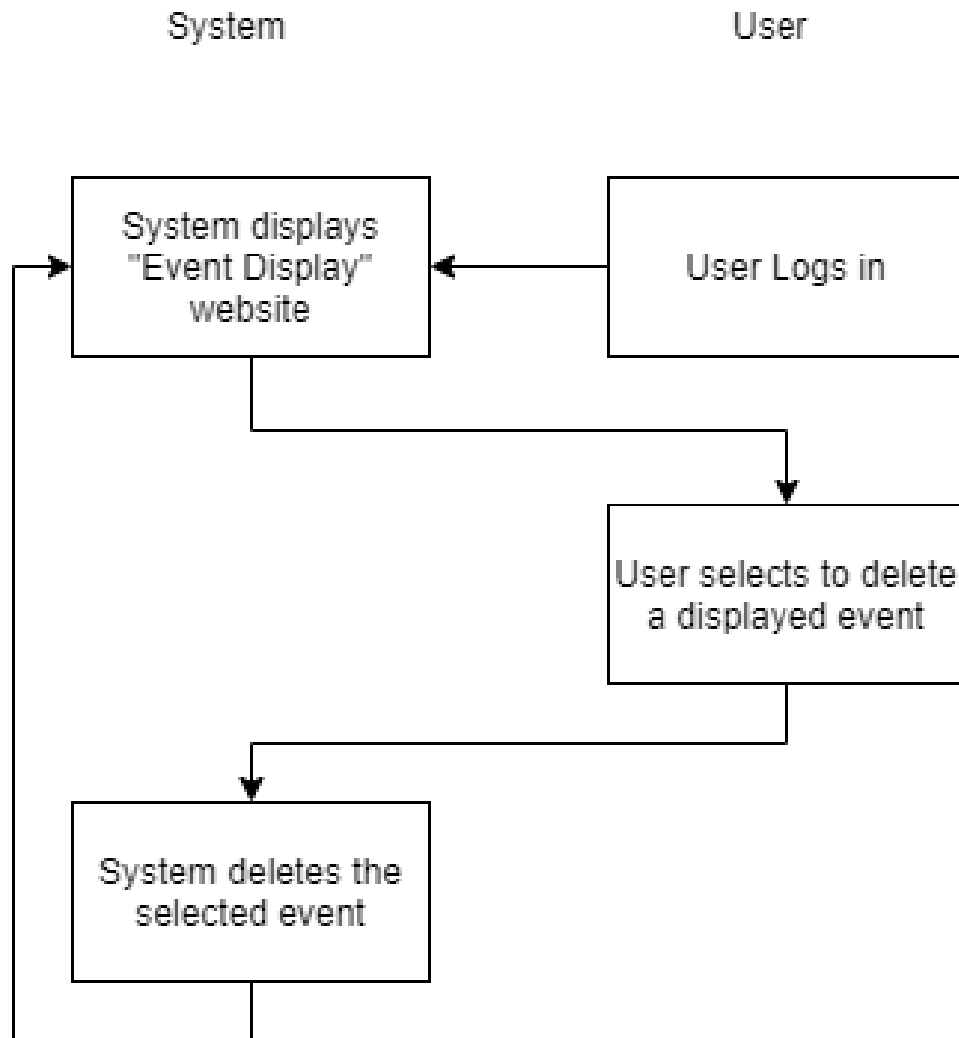 System
User
System displays
"Event Display"
website
User Logs in
User selects to delete
a displayed event
System deletes the
selected event